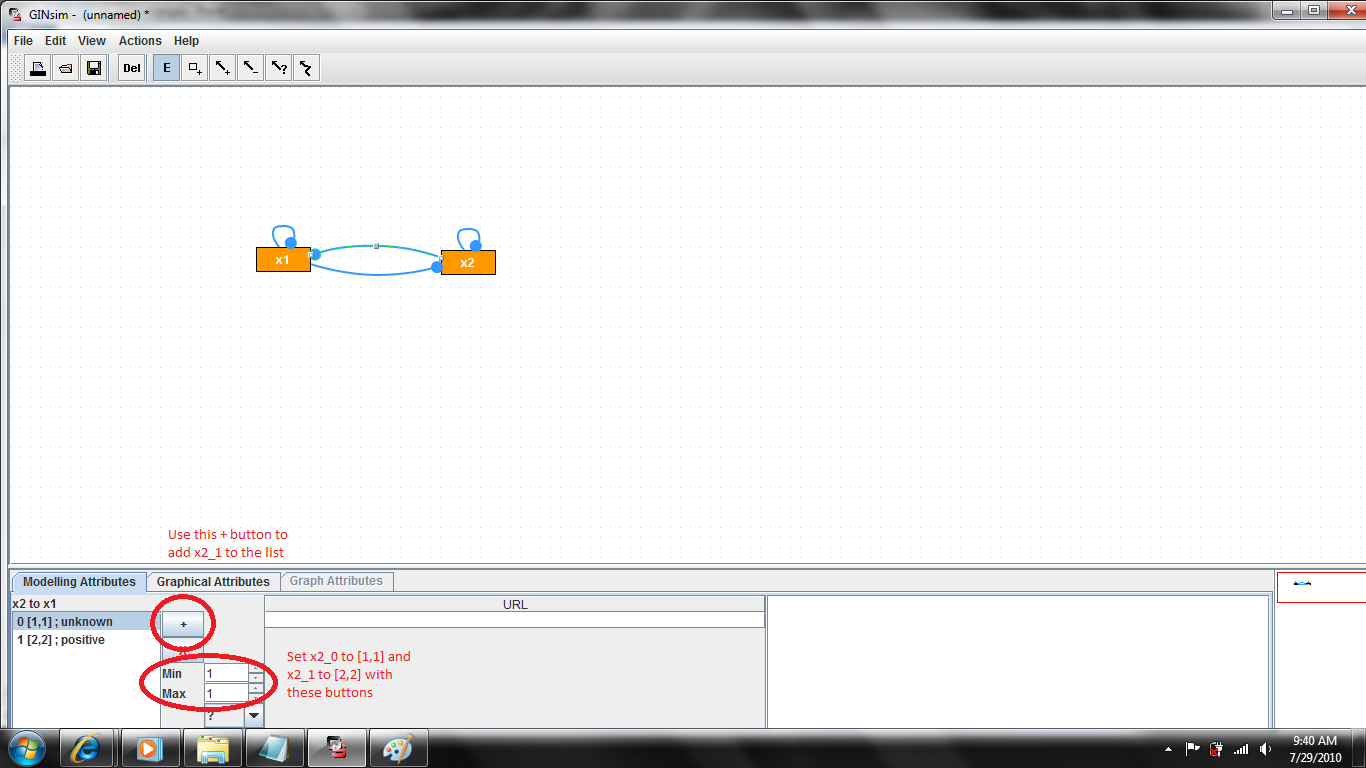 GINsim - (unnamed) *
File Edit View Actions Help
Del E + + - ?
x1
x2
Use this + button to
add x2_1 to the list
Modelling Attributes Graphical Attributes Graph Attributes
x2 to x1
URL
0 [1,1] ; unknown
+
1 [2,2] ; positive
X
Set x2_0 to [1,1] and
x2_1 to [2,2] with
these buttons
Min 1
Max 1
?
9:40 AM
7/29/2010